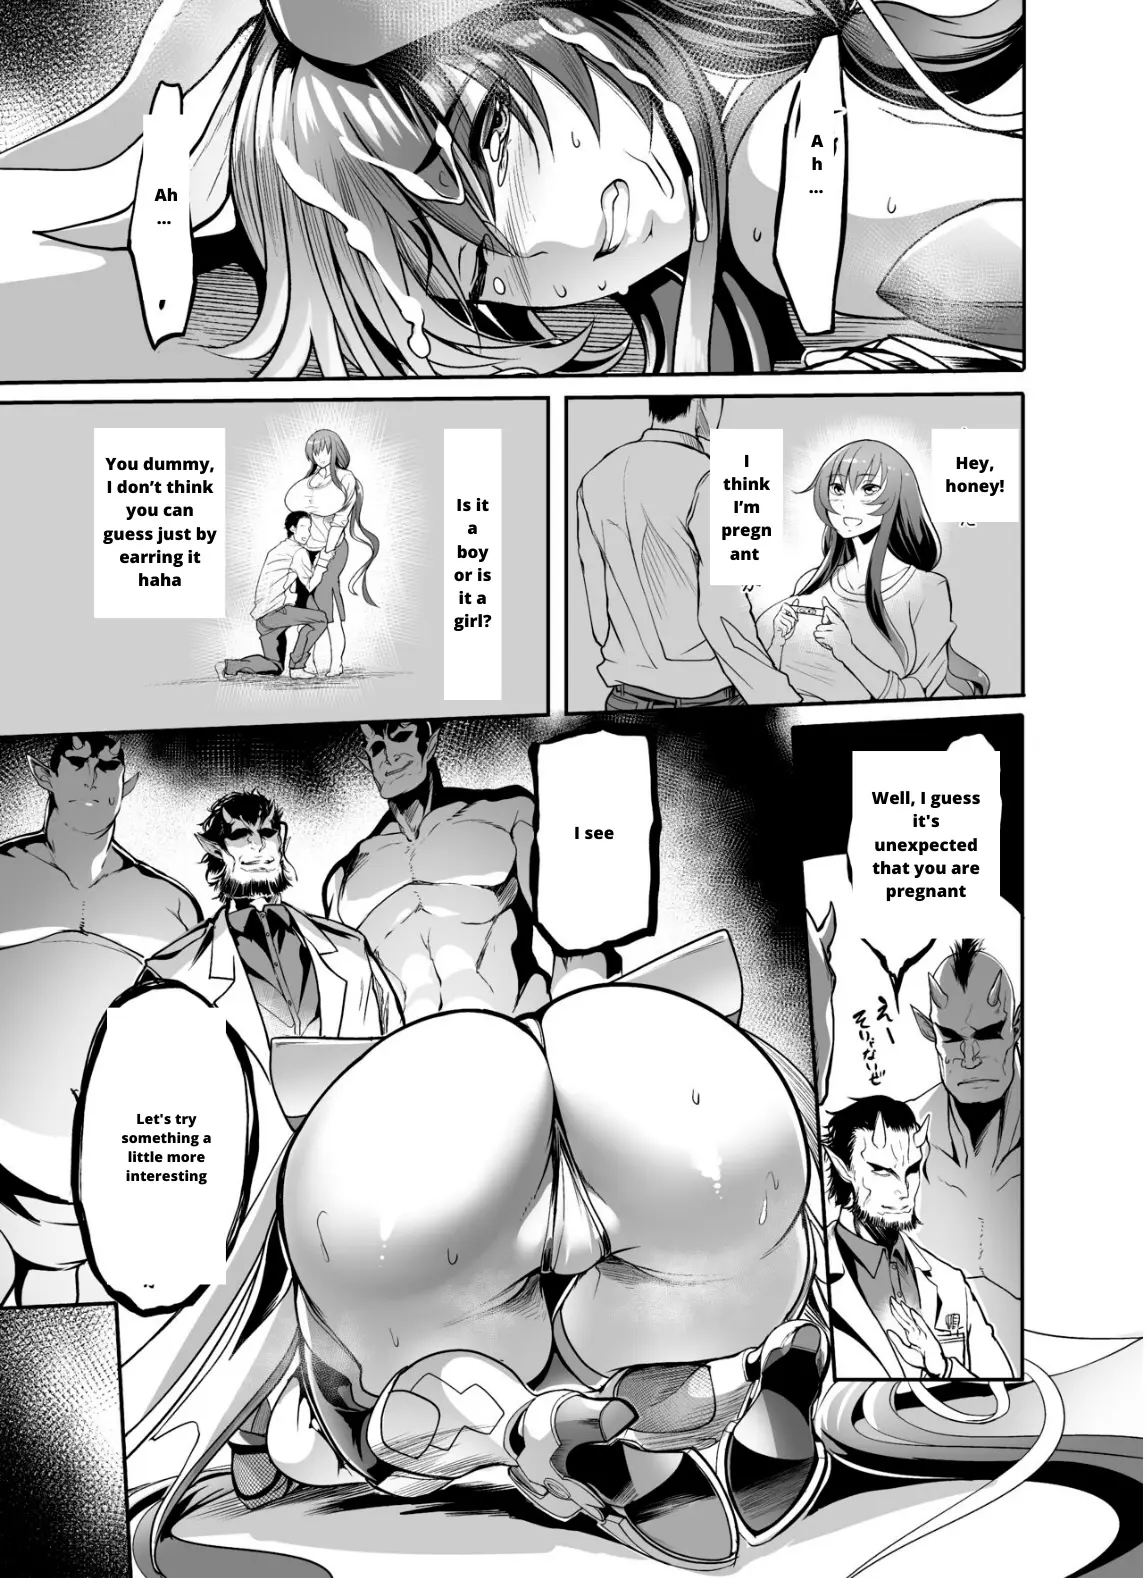 Ah
...
A
h
...
Hey,
honey!
I
think
I’m
pregn
ant
Is it
a
boy
or is
it a
girl?
You dummy,
I don’t think
you can
guess just by
earring it
haha
Well, I guess
it's
unexpected
that you are
pregnant
えー
そりゃないぜ
I see
Let's try
something a
little more
interesting